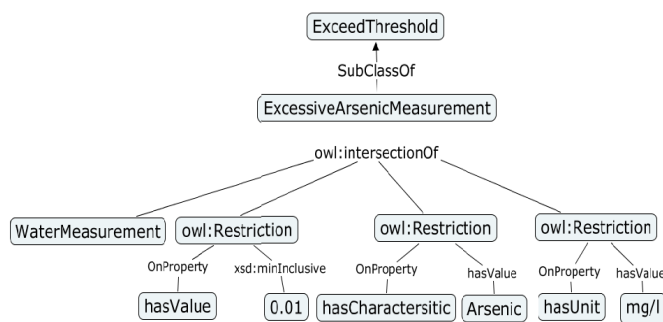 ExceedThreshold
SubClassOf
ExcessiveArsenicMeasurement
owl:intersectionOf
WaterMeasurement
owl:Restriction
owl:Restriction
owl:Restriction
OnProperty
xsd:minInclusive
OnProperty
hasValue
OnProperty
hasValue
hasValue
0.01
hasCharactersitic
Arsenic
hasUnit
mg/l